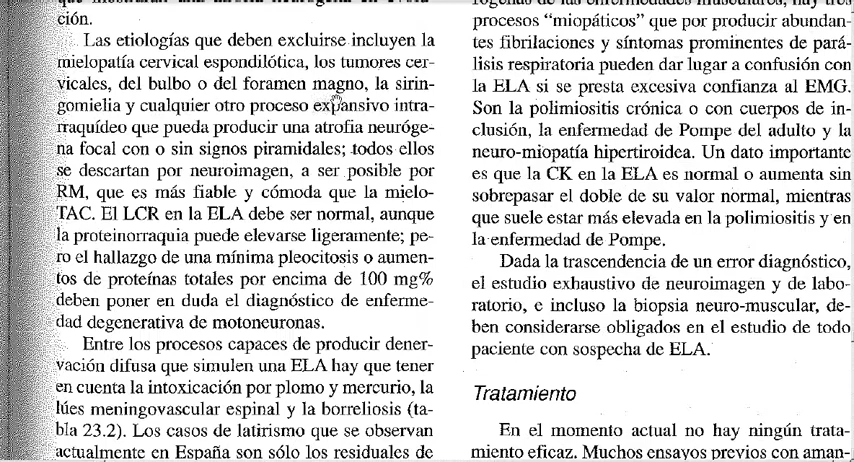 ción.
Las etiologías que deben excluirse incluyen la
mielopatía cervical espondilótica, los tumores cer-
vicales, del bulbo o del foramen magno, la sirin-
gomielia y cualquier otro proceso expansivo intra-
rraquídeo que pueda producir una atrofia neuróge-
na focal con o sin signos piramidales; todos ellos
se descartan por neuroimagen, a ser posible por
RM, que es más fiable y cómoda que la mielo-
TAC. El LCR en la ELA debe ser normal, aunque
la proteinorraquia puede elevarse ligeramente; pe-
ro el hallazgo de una mínima pleocitosis o aumen-
tos de proteínas totales por encima de 100 mg%
deben poner en duda el diagnóstico de enferme-
dad degenerativa de motoneuronas.
Entre los procesos capaces de producir dener-
vación difusa que simulen una ELA hay que tener
en cuenta la intoxicación por plomo y mercurio, la
lúes meningovascular espinal y la borreliosis (ta-
bla 23.2). Los casos de latirismo que se observan
actualmente en España son sólo los residuales de
procesos “miopáticos” que por producir abundan-
tes fibrilaciones y síntomas prominentes de pará-
lisis respiratoria pueden dar lugar a confusión con
la ELA si se presta excesiva confianza al EMG.
Son la polimiositis crónica o con cuerpos de in-
clusión, la enfermedad de Pompe del adulto y la
neuro-miopatía hipertiroidea. Un dato importante
es que la CK en la ELA es normal o aumenta sin
sobrepasar el doble de su valor normal, mientras
que suele estar más elevada en la polimiositis y en
la enfermedad de Pompe.
Dada la trascendencia de un error diagnóstico,
el estudio exhaustivo de neuroimagen y de labo-
ratorio, e incluso la biopsia neuro-muscular, de-
ben considerarse obligados en el estudio de todo
paciente con sospecha de ELA.
Tratamiento
En el momento actual no hay ningún trata-
miento eficaz. Muchos ensayos previos con aman-